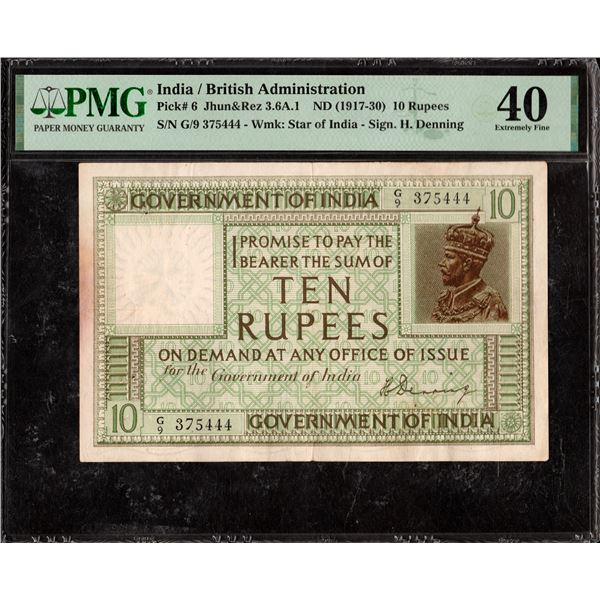 PMG
PAPER MONEY GUARANTY
India / British Administration
Pick# 6 Jhun&Rez 3.6A.1 ND (1917-30) 10 Rupees
S/N G/9 375444 - Wmk: Star of India - Sign. H. Denning
40
Extremely Fine
GOVERNMENT OF INDIA G/9 375444 10
I PROMISE TO PAY THE
BEARER THE SUM OF
TEN
RUPEES
ON DEMAND AT ANY OFFICE OF ISSUE
for the Government of India
H Denning
10 G/9 375444 GOVERNMENT OF INDIA